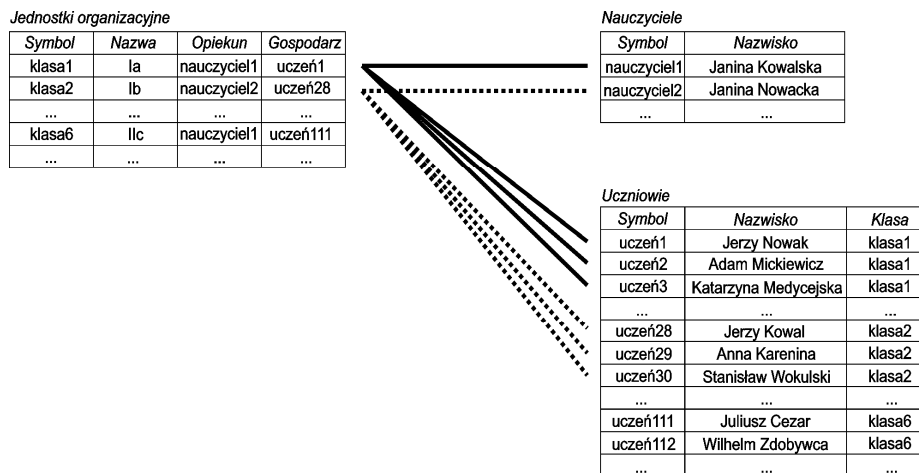 Jednostki organizacyjne
Symbol Nazwa Opiekun Gospodarz
klasa1 Ia nauczyciel1 uczeń1
klasa2 Ib nauczyciel2 uczeń28
... ... ... ...
klasa6 IIc nauczyciel1 uczeń111
... ... ... ...
Nauczyciele
Symbol Nazwisko
nauczyciel1 Janina Kowalska
nauczyciel2 Janina Nowacka
... ...
Uczniowie
Symbol Nazwisko Klasa
uczeń1 Jerzy Nowak klasa1
uczeń2 Adam Mickiewicz klasa1
uczeń3 Katarzyna Medycejska klasa1
... ... ...
uczeń28 Jerzy Kowal klasa2
uczeń29 Anna Karenina klasa2
uczeń30 Stanisław Wokulski klasa2
... ... ...
uczeń111 Juliusz Cezar klasa6
uczeń112 Wilhelm Zdobywca klasa6
... ... ...